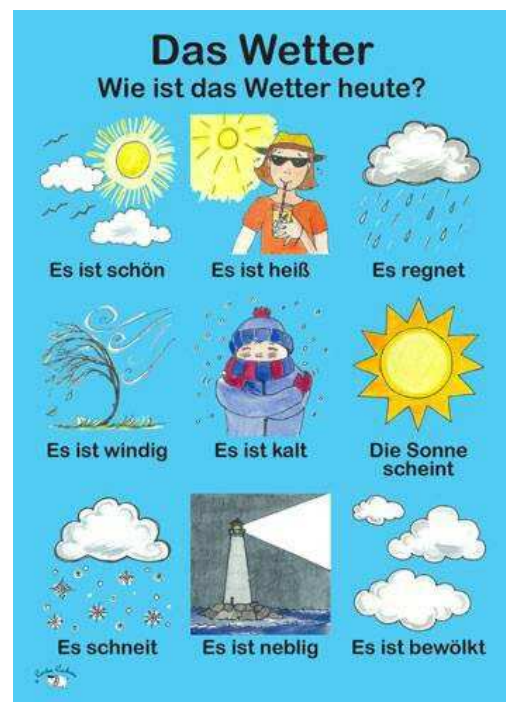 Das Wetter
Wie ist das Wetter heute?
Es ist schön
Es ist heiß
Es regnet
Es ist windig
Es ist kalt
Die Sonne
scheint
Es schneit
Es ist neblig
Es ist bewölkt